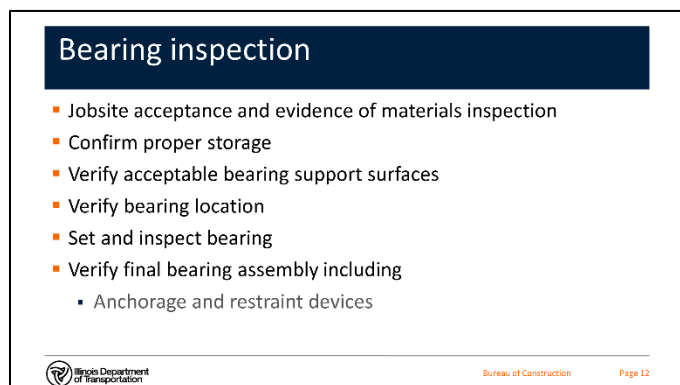 Bearing inspection
Jobsite acceptance and evidence of materials inspection
Confirm proper storage
Verify acceptable bearing support surfaces
Verify bearing location
Set and inspect bearing
Verify final bearing assembly including
Anchorage and restraint devices
Illinois Department
of Transportation
Bureau of Construction
Page 12